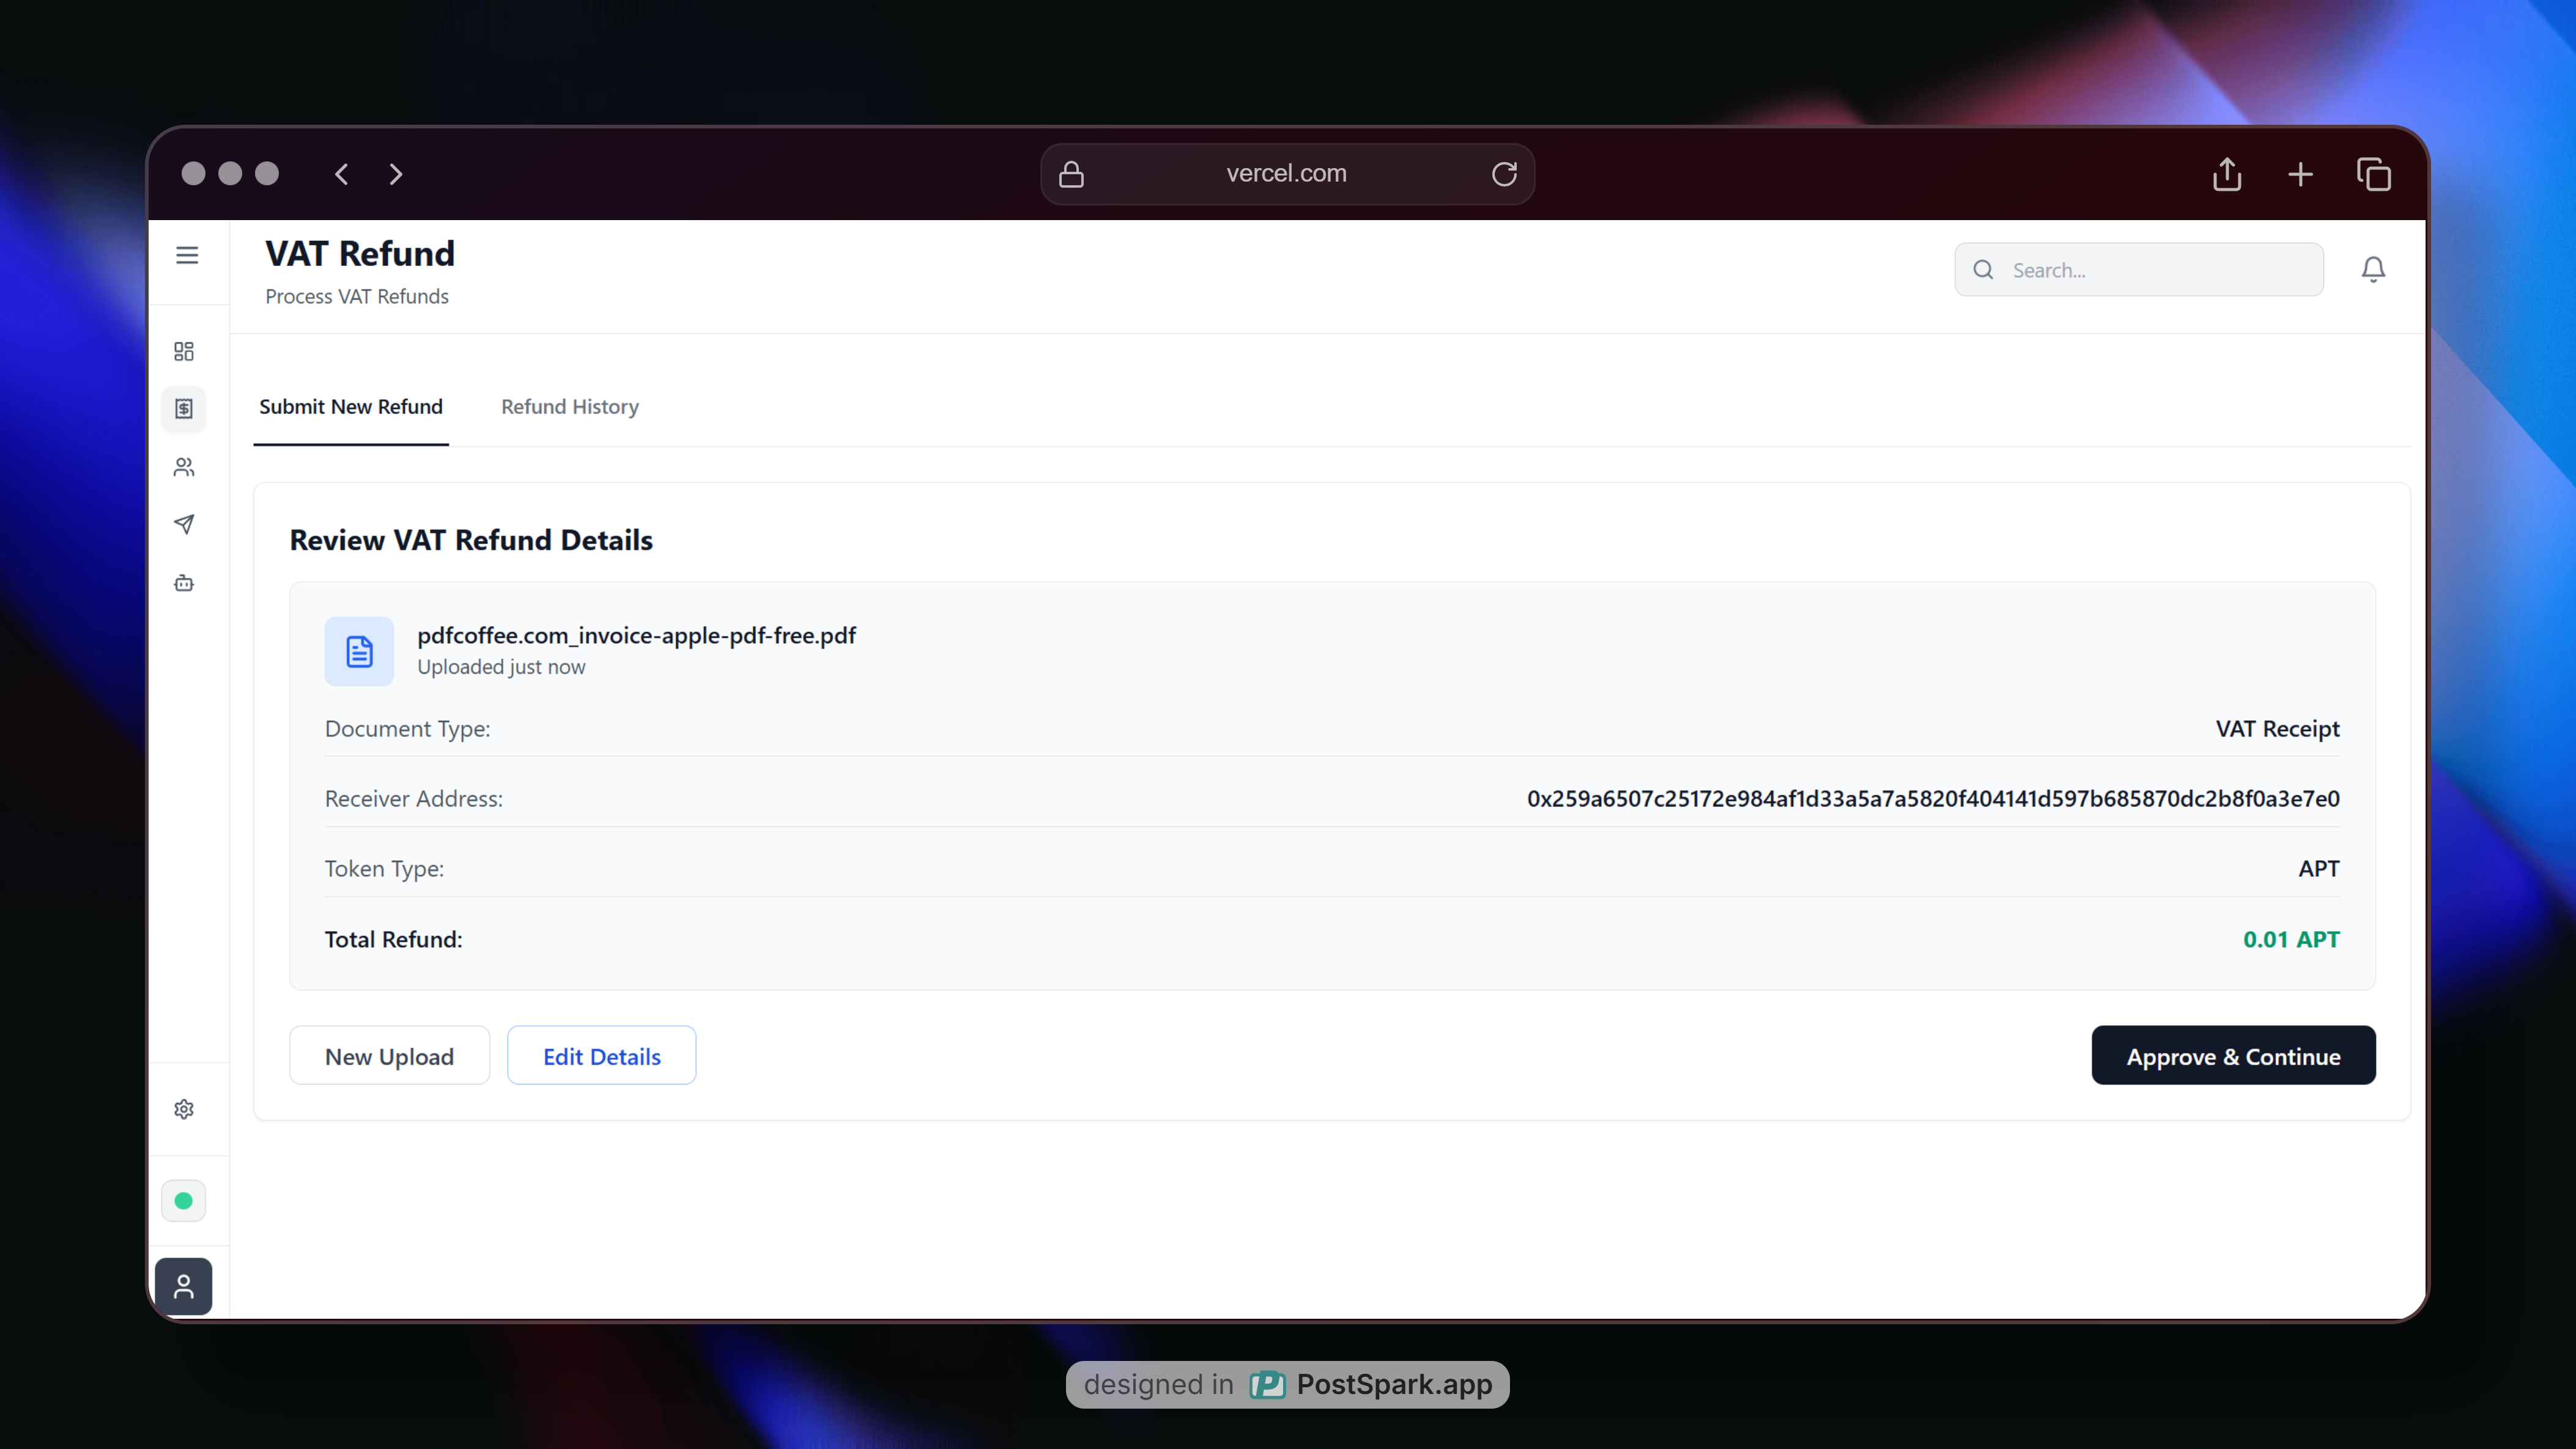 vercel.com
VAT Refund
Process VAT Refunds
Search...
Submit New Refund
Refund History
Review VAT Refund Details
pdfcoffee.com_invoice-apple-pdf-free.pdf
Uploaded just now
Document Type:
VAT Receipt
Receiver Address:
0x259a6507c25172e984af1d33a5a7a5820f404141d597b685870dc2b8f0a3e7e0
Token Type:
APT
Total Refund:
0.01 APT
New Upload
Edit Details
Approve & Continue
designed in PostSpark.app